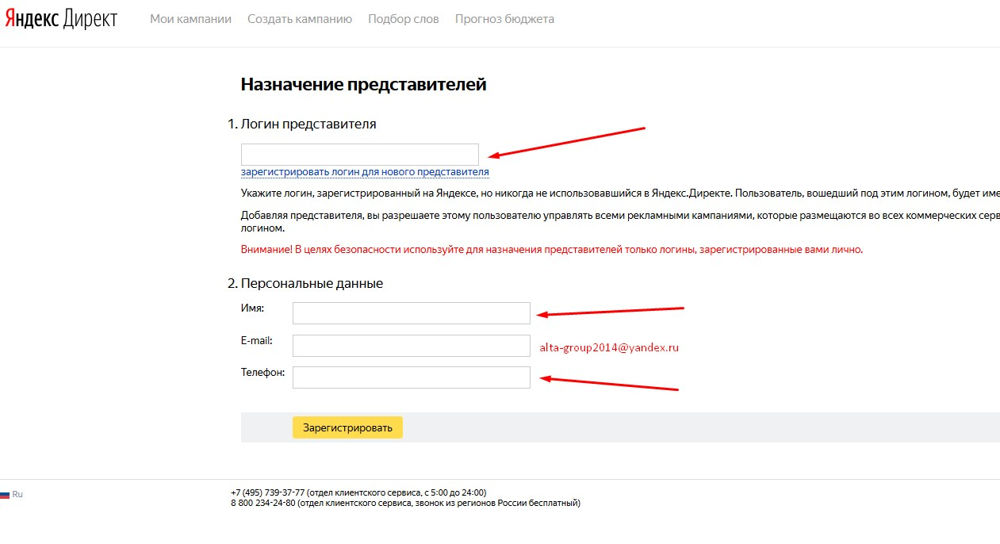 Яндекс Директ Мои кампании Создать кампанию Подбор слов Прогноз бюджета
Назначение представителей
1. Логин представителя
зарегистрировать логин для нового представителя
Укажите логин, зарегистрированный на Яндексе, но никогда не использовавшийся в Яндекс.Директе. Пользователь, вошедший под этим логином, будет име
Добавляя представителя, вы разрешаете этому пользователю управлять всеми рекламными кампаниями, которые размещаются во всех коммерческих серв
логином.
Внимание! В целях безопасности используйте для назначения представителей только логины, зарегистрированные вами лично.
2. Персональные данные
Имя:
E-mail: alta-group2014@yandex.ru
Телефон:
Зарегистрировать
Ru +7 (495) 739-37-77 (отдел клиентского сервиса, с 5:00 до 24:00)
8 800 234-24-80 (отдел клиентского сервиса, звонок из регионов России бесплатный)